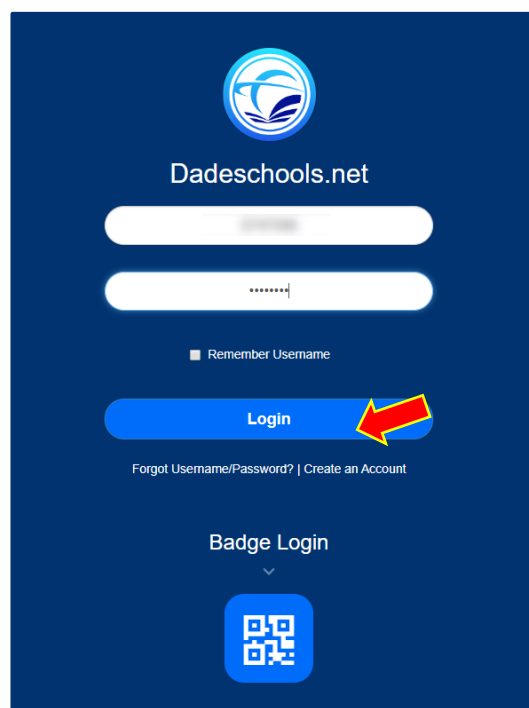 Dadeschools.net
••••••••
Remember Username
Login
Forgot Username/Password? | Create an Account
Badge Login